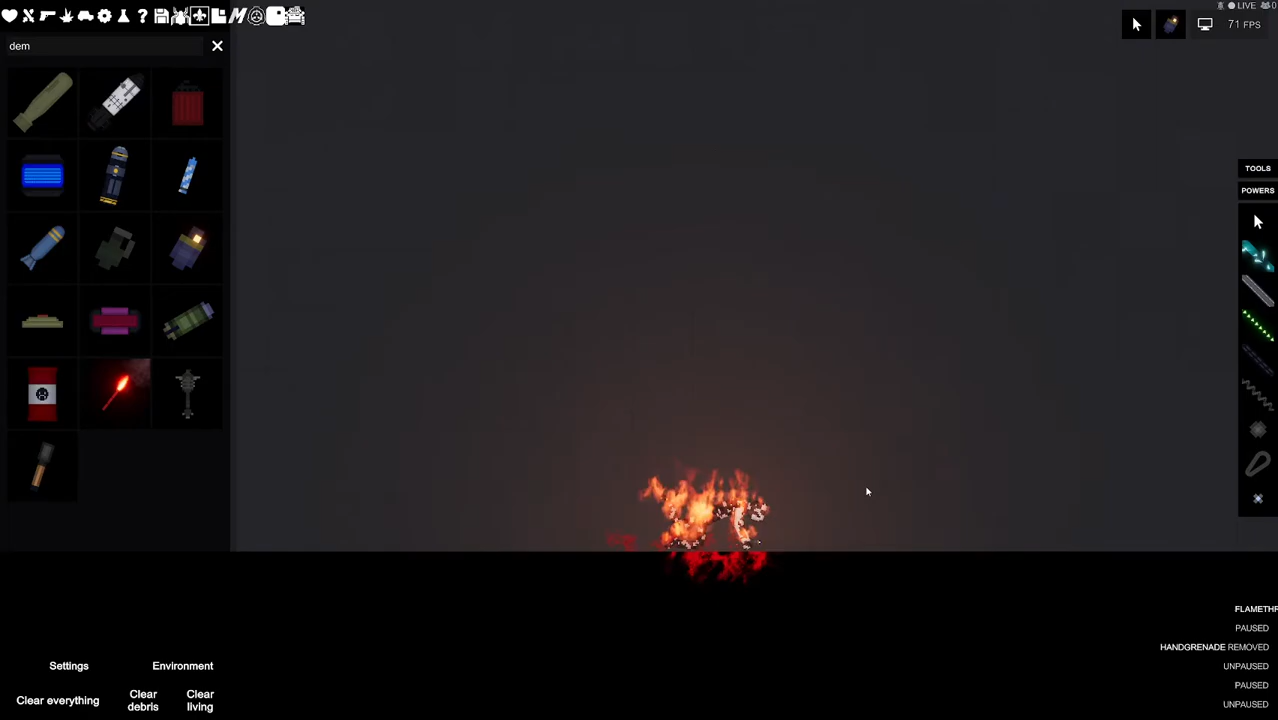 LIVE 0
71 FPS
dem
TOOLS
POWERS
FLAMETHR
PAUSED
HANDGRENADE REMOVED
UNPAUSED
PAUSED
UNPAUSED
Settings
Environment
Clear everything
Clear
debris
Clear
living